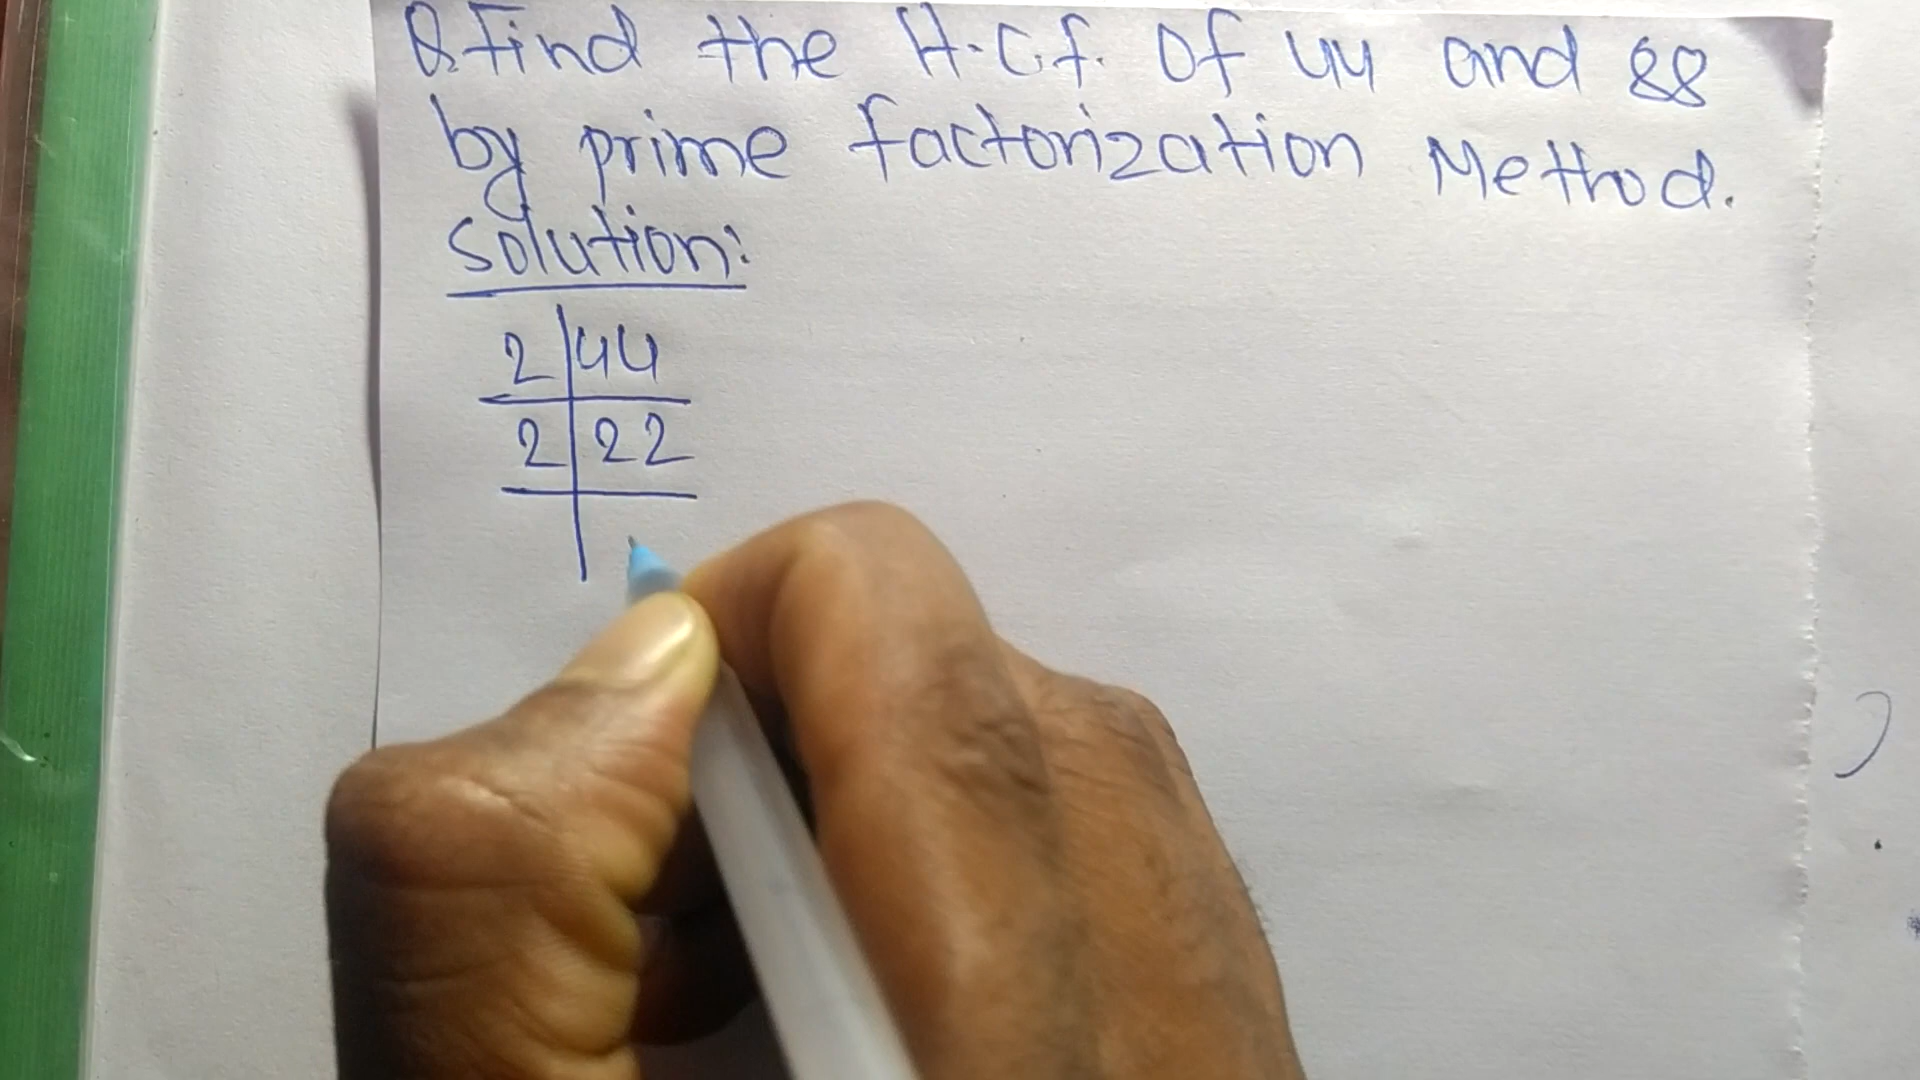 Q. Find the H.C.f. Of 44 and 88
by prime factorization Method.
Solution:
2 | 44
2 | 22